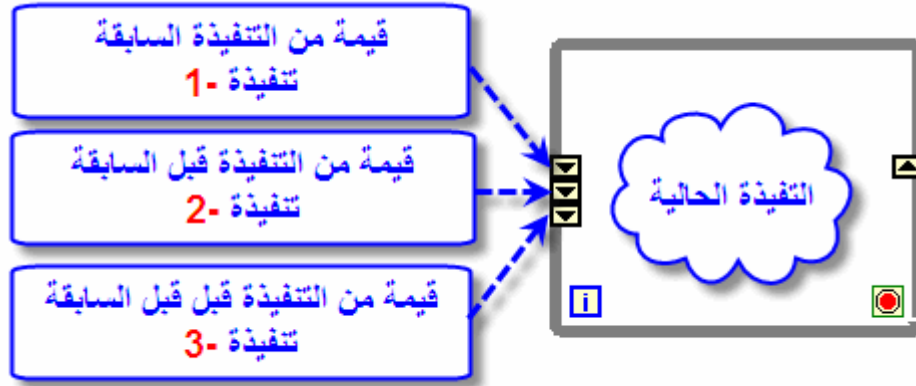 قيمة من التنفيذة السابقة
تنفيذة -1
قيمة من التنفيذة قبل السابقة
تنفيذة -2
قيمة من التنفيذة قبل قبل السابقة
تنفيذة -3
التفيذة الحالية
i